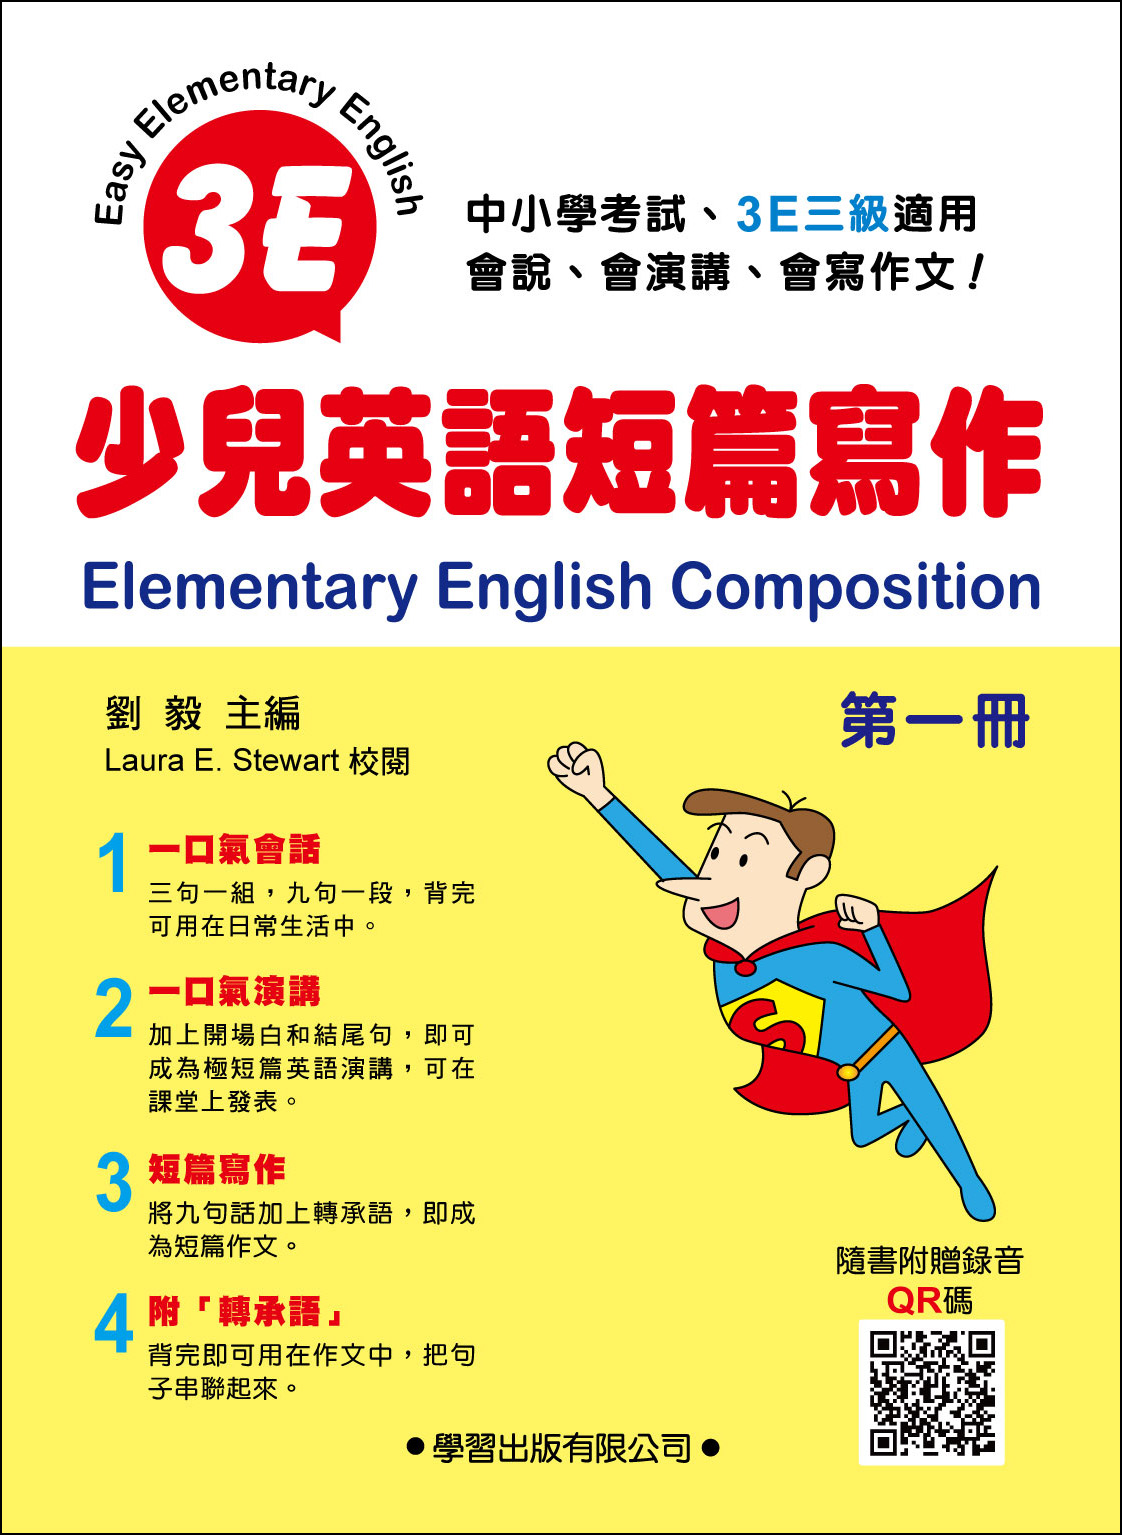 Easy Elementary English
3E
中小學考試、3E三級適用
會說、會演講、會寫作文！
少兒英語短篇寫作
Elementary English Composition
劉 毅 主編
Laura E. Stewart 校閱
第一冊
1 一口氣會話
三句一組，九句一段，背完
可用在日常生活中。
2 一口氣演講
加上開場白和結尾句，即可
成為極短篇英語演講，可在
課堂上發表。
3 短篇寫作
將九句話加上轉承語，即成
為短篇作文。
4 附「轉承語」
背完即可用在作文中，把句
子串聯起來。
S
隨書附贈錄音
QR碼
●學習出版有限公司●